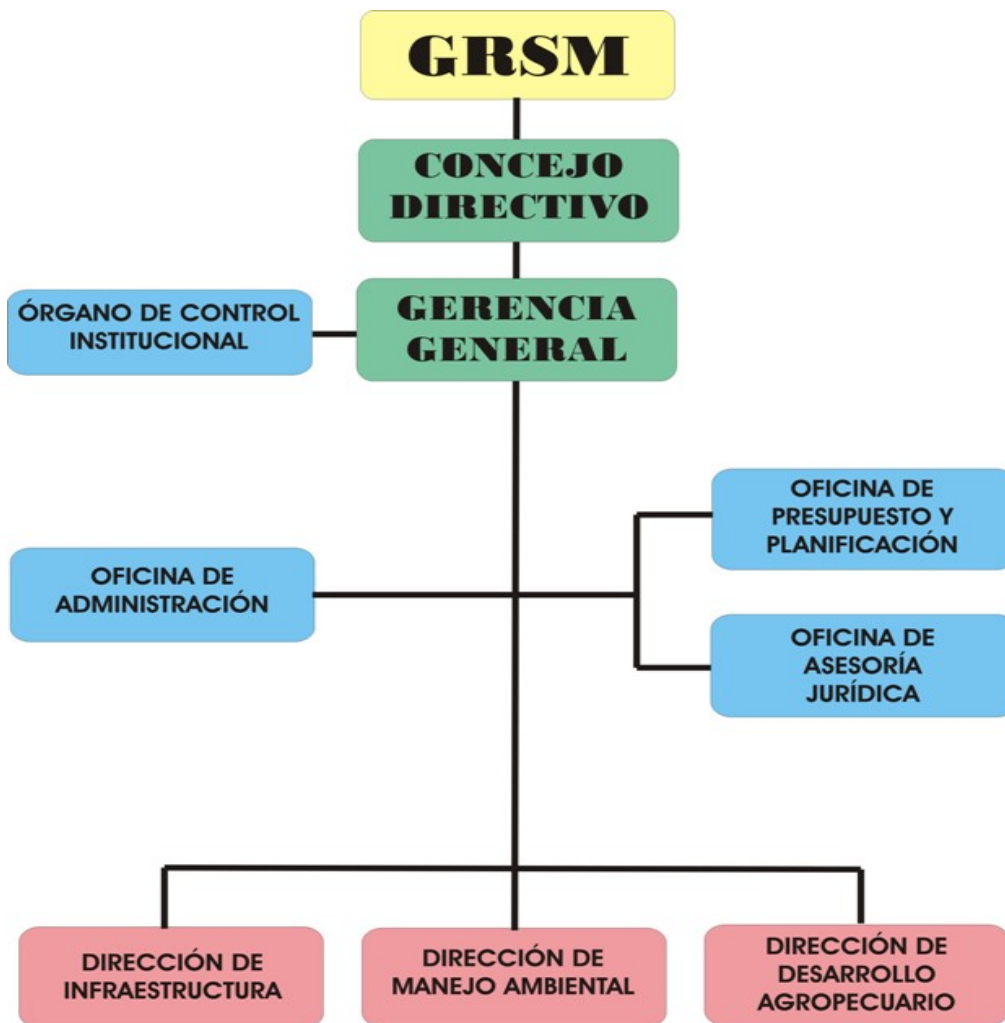 GRSM
CONCEJO
DIRECTIVO
GERENCIA
GENERAL
ÓRGANO DE CONTROL
INSTITUCIONAL
OFICINA DE
PRESUPUESTO Y
PLANIFICACIÓN
OFICINA DE
ADMINISTRACIÓN
OFICINA DE
ASESORÍA
JURÍDICA
DIRECCIÓN DE
INFRAESTRUCTURA
DIRECCIÓN DE
MANEJO AMBIENTAL
DIRECCIÓN DE
DESARROLLO
AGROPECUARIO